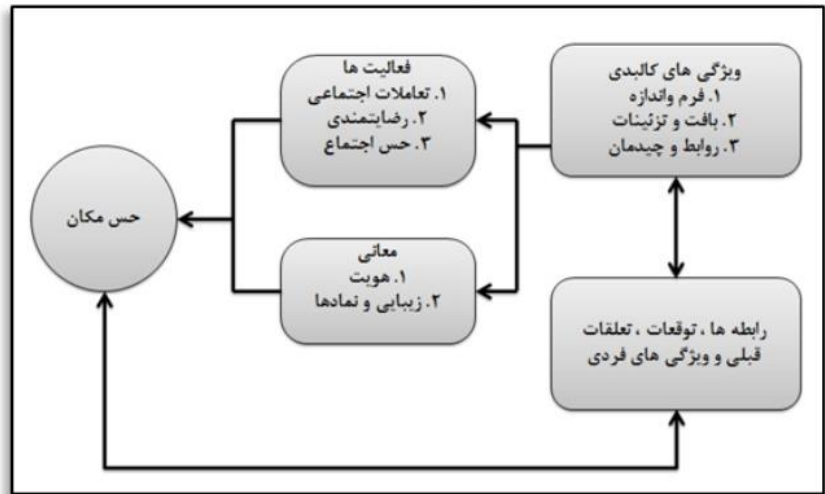 ویژگی های کالبدی
۱. فرم واندازه
۲. بافت و تزئینات
۳. روابط و چیدمان
فعالیت ها
۱. تعاملات اجتماعی
۲. رضایتمندی
۳. حس اجتماع
حس مکان
معانی
۱. هویت
۲. زیبایی و نمادها
رابطه ها ، توقعات ، تعلقات
قبلی و ویژگی های فردی